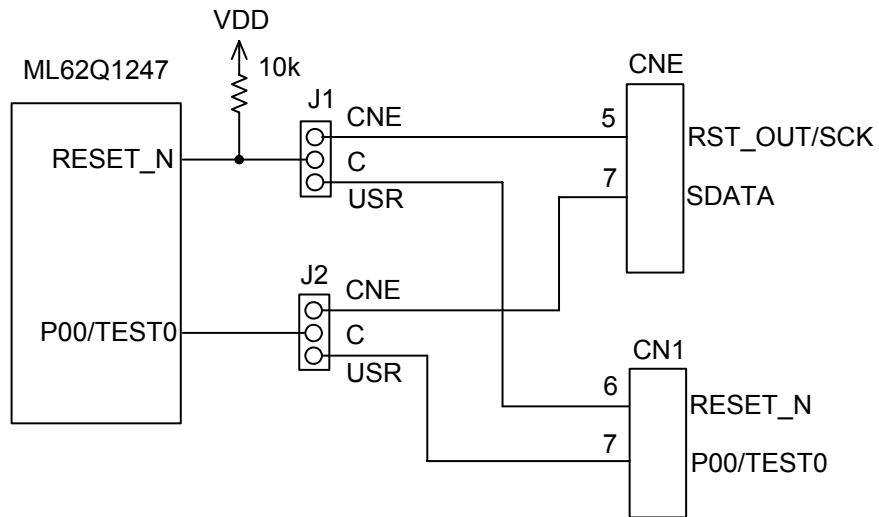 VDD
ML62Q1247
10k
CNE
J1
CNE
5
RST_OUT/SCK
RESET_N
C
7
USR
SDATA
J2
CNE
P00/TEST0
C
CN1
USR
6
RESET_N
7
P00/TEST0